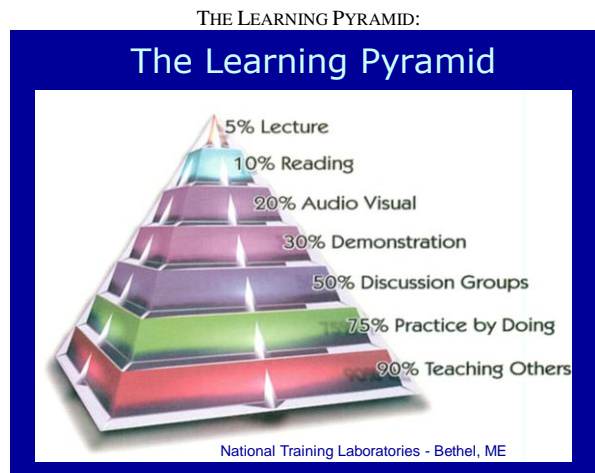 THE LEARNING PYRAMID:
The Learning Pyramid
5% Lecture
10% Reading
20% Audio Visual
30% Demonstration
50% Discussion Groups
75% Practice by Doing
90% Teaching Others
National Training Laboratories - Bethel, ME